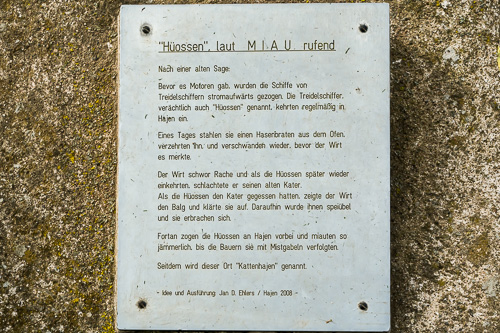 "Hüossen", laut M I A U rufend
Nach einer alten Sage:
Bevor es Motoren gab, wurden die Schiffe von
Treidelschiffern stromaufwärts gezogen. Die Treidelschiffer,
verächtlich auch "Hüossen" genannt, kehrten regelmäßig in
Hajen ein.
Eines Tages stahlen sie einen Hasenbraten aus dem Ofen,
verzehrten ihn, und verschwanden wieder, bevor der Wirt
es merkte.
Der Wirt schwor Rache und als die Hüossen später wieder
einkehrten, schlachtete er seinen alten Kater.
Als die Hüossen den Kater gegessen hatten, zeigte der Wirt
den Balg und klärte sie auf. Daraufhin wurde ihnen speiübel
und sie erbrachen sich.
Fortan zogen die Hüossen an Hajen vorbei und miauten so
jämmerlich, bis die Bauern sie mit Mistgabeln verfolgten.
Seitdem wird dieser Ort "Kattenhajen" genannt.
- Idee und Ausführung: Jan D. Ehlers / Hajen 2008 -